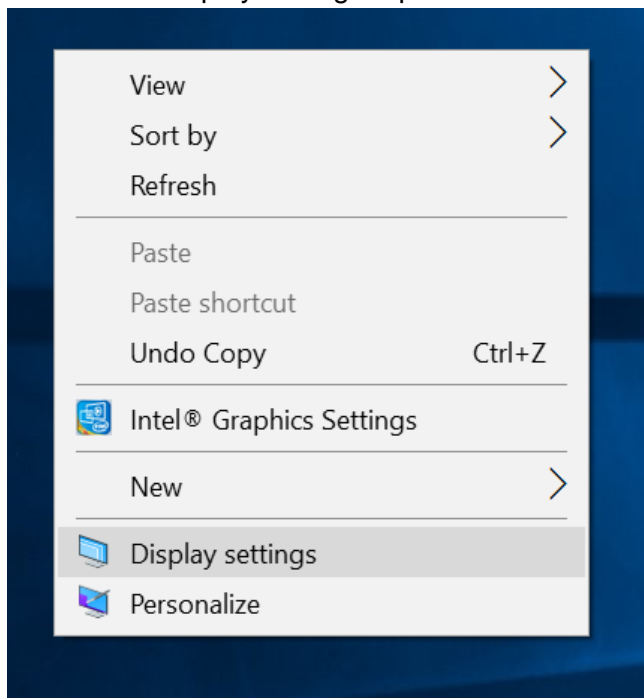 View
Sort by
Refresh
Paste
Paste shortcut
Undo Copy Ctrl+Z
Intel® Graphics Settings
New
Display settings
Personalize